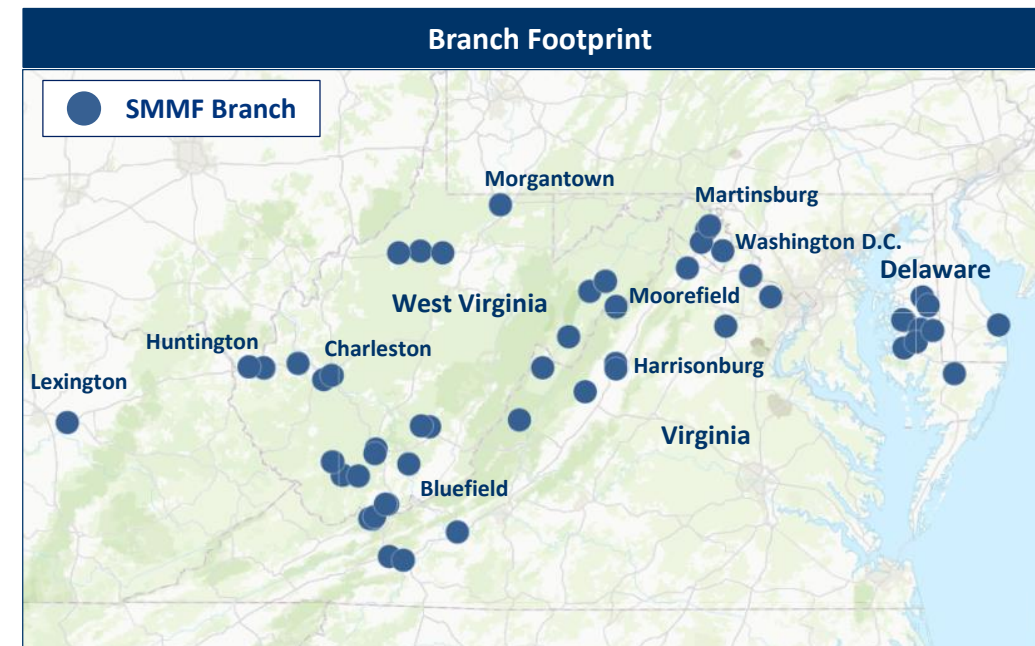 Branch Footprint
SMMF Branch
Morgantown
Martinsburg
Washington D.C.
Delaware
West Virginia
Moorefield
Huntington
Charleston
Harrisonburg
Lexington
Virginia
Bluefield